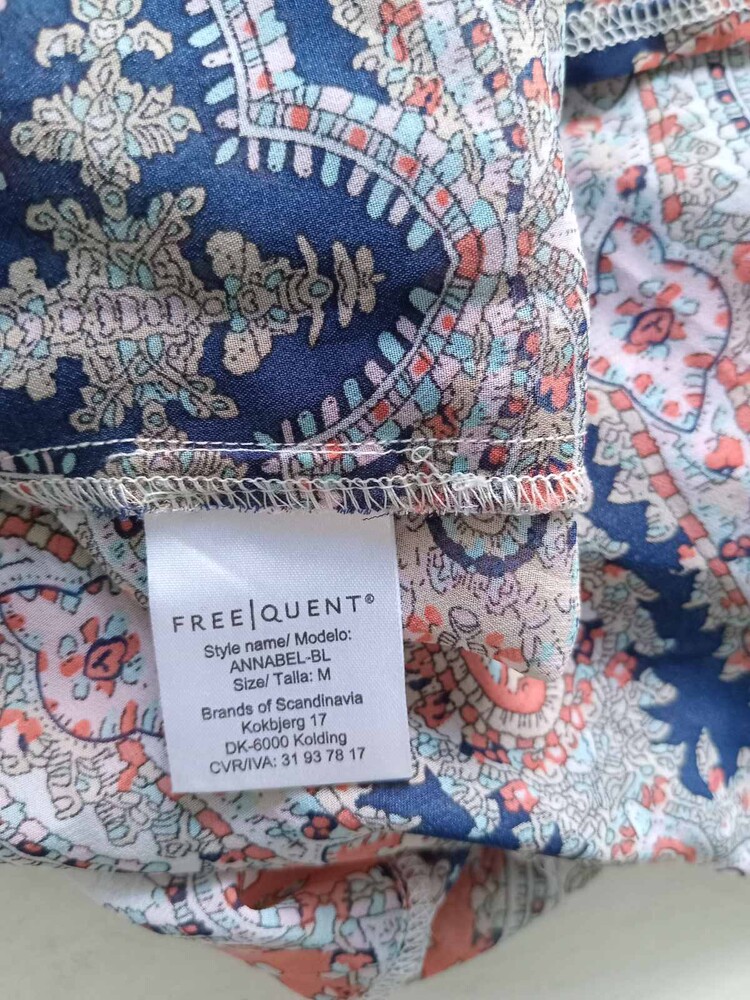 FREE|QUENT®
Style name/ Modelo:
ANNABEL-BL
Size/ Talla: M
Brands of Scandinavia
Kokbjerg 17
DK-6000 Kolding
CVR/IVA: 31 93 78 17